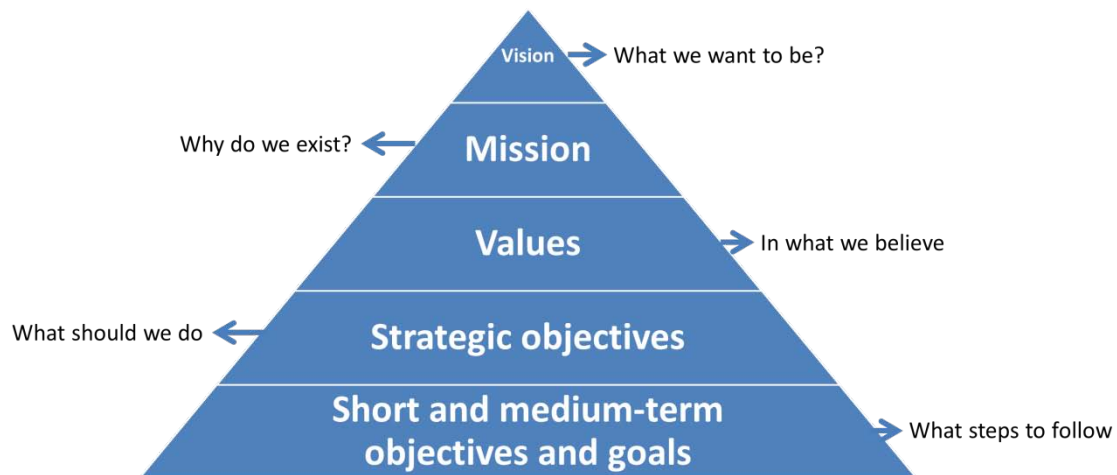 Vision
What we want to be?
Mission
Why do we exist?
Values
In what we believe
Strategic objectives
What should we do
Short and medium-term
objectives and goals
What steps to follow